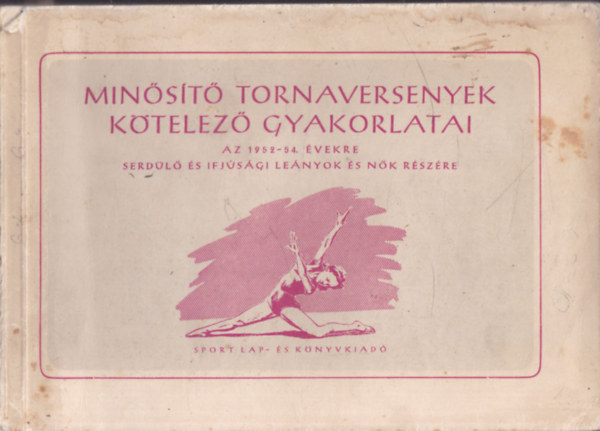 MINŐSÍTŐ TORNAVERSENYEK
KÖTELEZŐ GYAKORLATAI
AZ 1952-54. ÉVEKRE
SERDÜLŐ ÉS IFJÚSÁGI LEÁNYOK ÉS NŐK RÉSZÉRE
SPORT LAP- ÉS KÖNYVKIADÓ